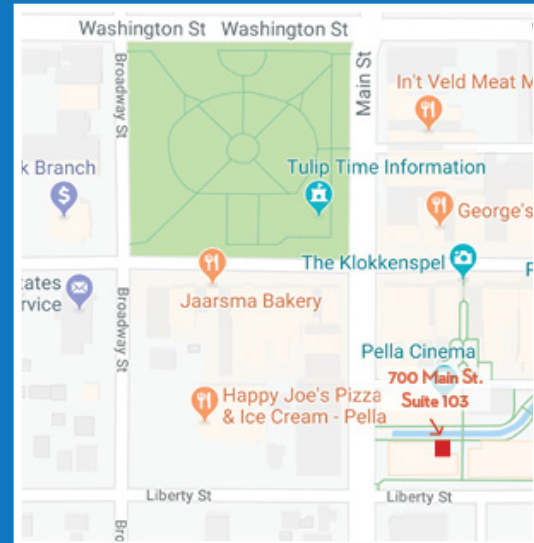 Washington St
Washington St
Broadway St
Main St
In't Veld Meat M
k Branch
Tulip Time Information
George's
The Klokkenspel
Jaarsma Bakery
tates
rvice
F
Broadway St
Pella Cinema
700 Main St.
Suite 103
Happy Joe's Pizza
& Ice Cream - Pella
Liberty St
Liberty St
Bro